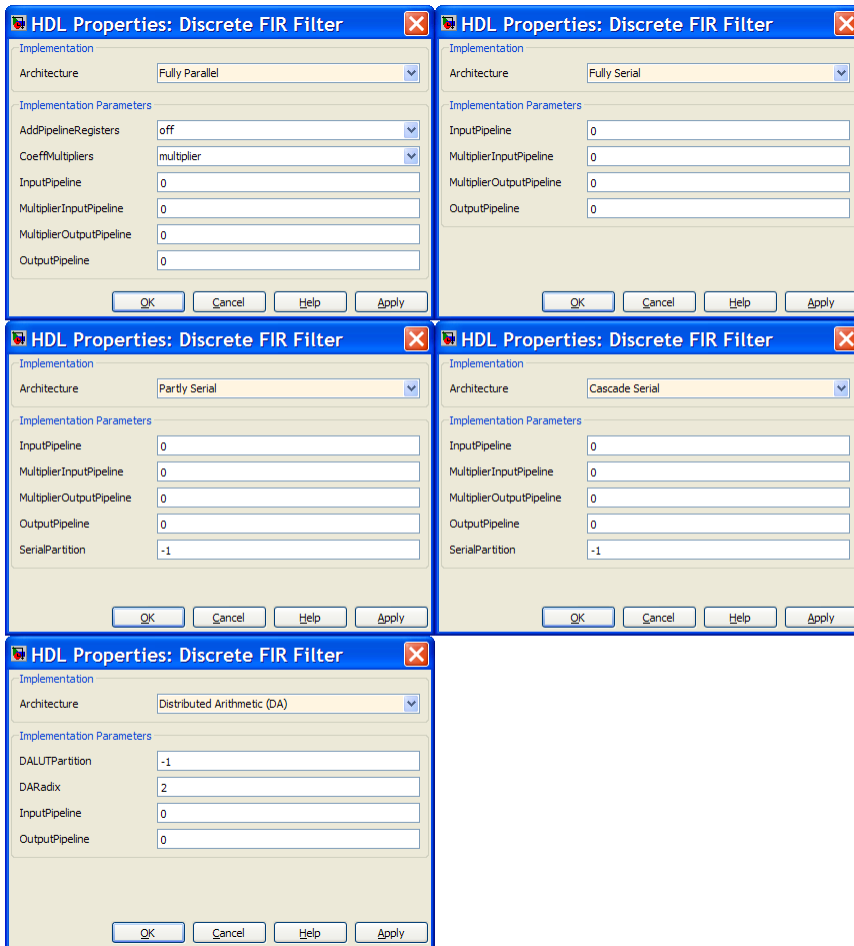 HDL Properties: Discrete FIR Filter
Implementation
Architecture Fully Parallel
Implementation Parameters
AddPipelineRegisters off
CoeffMultipliers multiplier
InputPipeline 0
MultiplierInputPipeline 0
MultiplierOutputPipeline 0
OutputPipeline 0
OK Cancel Help Apply
HDL Properties: Discrete FIR Filter
Implementation
Architecture Fully Serial
Implementation Parameters
InputPipeline 0
MultiplierInputPipeline 0
MultiplierOutputPipeline 0
OutputPipeline 0
OK Cancel Help Apply
HDL Properties: Discrete FIR Filter
Implementation
Architecture Partly Serial
Implementation Parameters
InputPipeline 0
MultiplierInputPipeline 0
MultiplierOutputPipeline 0
OutputPipeline 0
SerialPartition -1
OK Cancel Help Apply
HDL Properties: Discrete FIR Filter
Implementation
Architecture Cascade Serial
Implementation Parameters
InputPipeline 0
MultiplierInputPipeline 0
MultiplierOutputPipeline 0
OutputPipeline 0
SerialPartition -1
OK Cancel Help Apply
HDL Properties: Discrete FIR Filter
Implementation
Architecture Distributed Arithmetic (DA)
Implementation Parameters
DALUTPartition -1
DARadix 2
InputPipeline 0
OutputPipeline 0
OK Cancel Help Apply